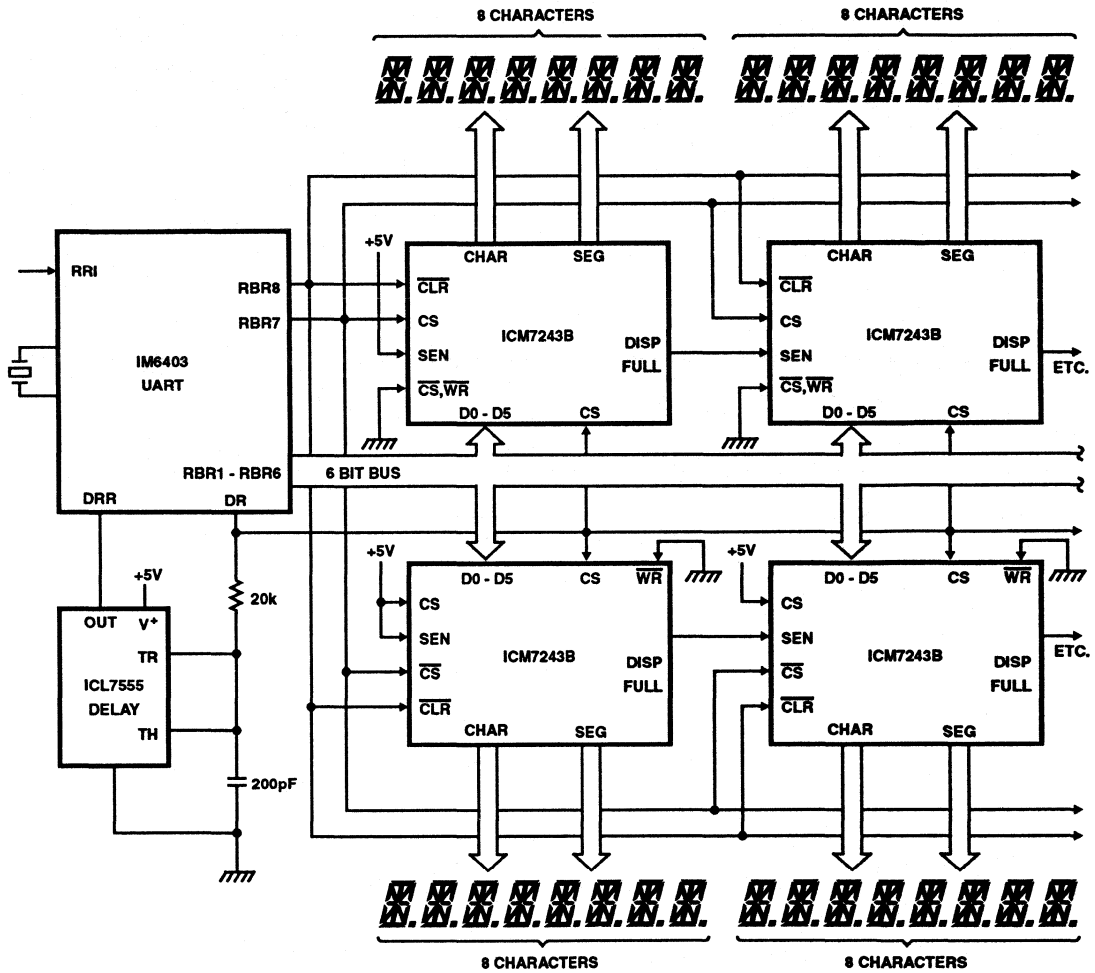 8 CHARACTERS
8 CHARACTERS
+5V
CHAR
SEG
CHAR
SEG
RRI
RBR8
RBR7
IM6403
UART
RBR1 - RBR6
DRR
DR
6 BIT BUS
CLR
CS
SEN
CS,WR
ICM7243B
DISP
FULL
D0 - D5
CS
CLR
CS
SEN
CS,WR
ICM7243B
DISP
FULL
D0 - D5
CS
ETC.
+5V
20k
OUT
V+
TR
ICL7555
DELAY
TH
200pF
+5V
D0 - D5
CS
WR
CS
SEN
CS
CLR
ICM7243B
DISP
FULL
CHAR
SEG
+5V
D0 - D5
CS
WR
CS
SEN
CS
CLR
ICM7243B
DISP
FULL
CHAR
SEG
ETC.
8 CHARACTERS
8 CHARACTERS